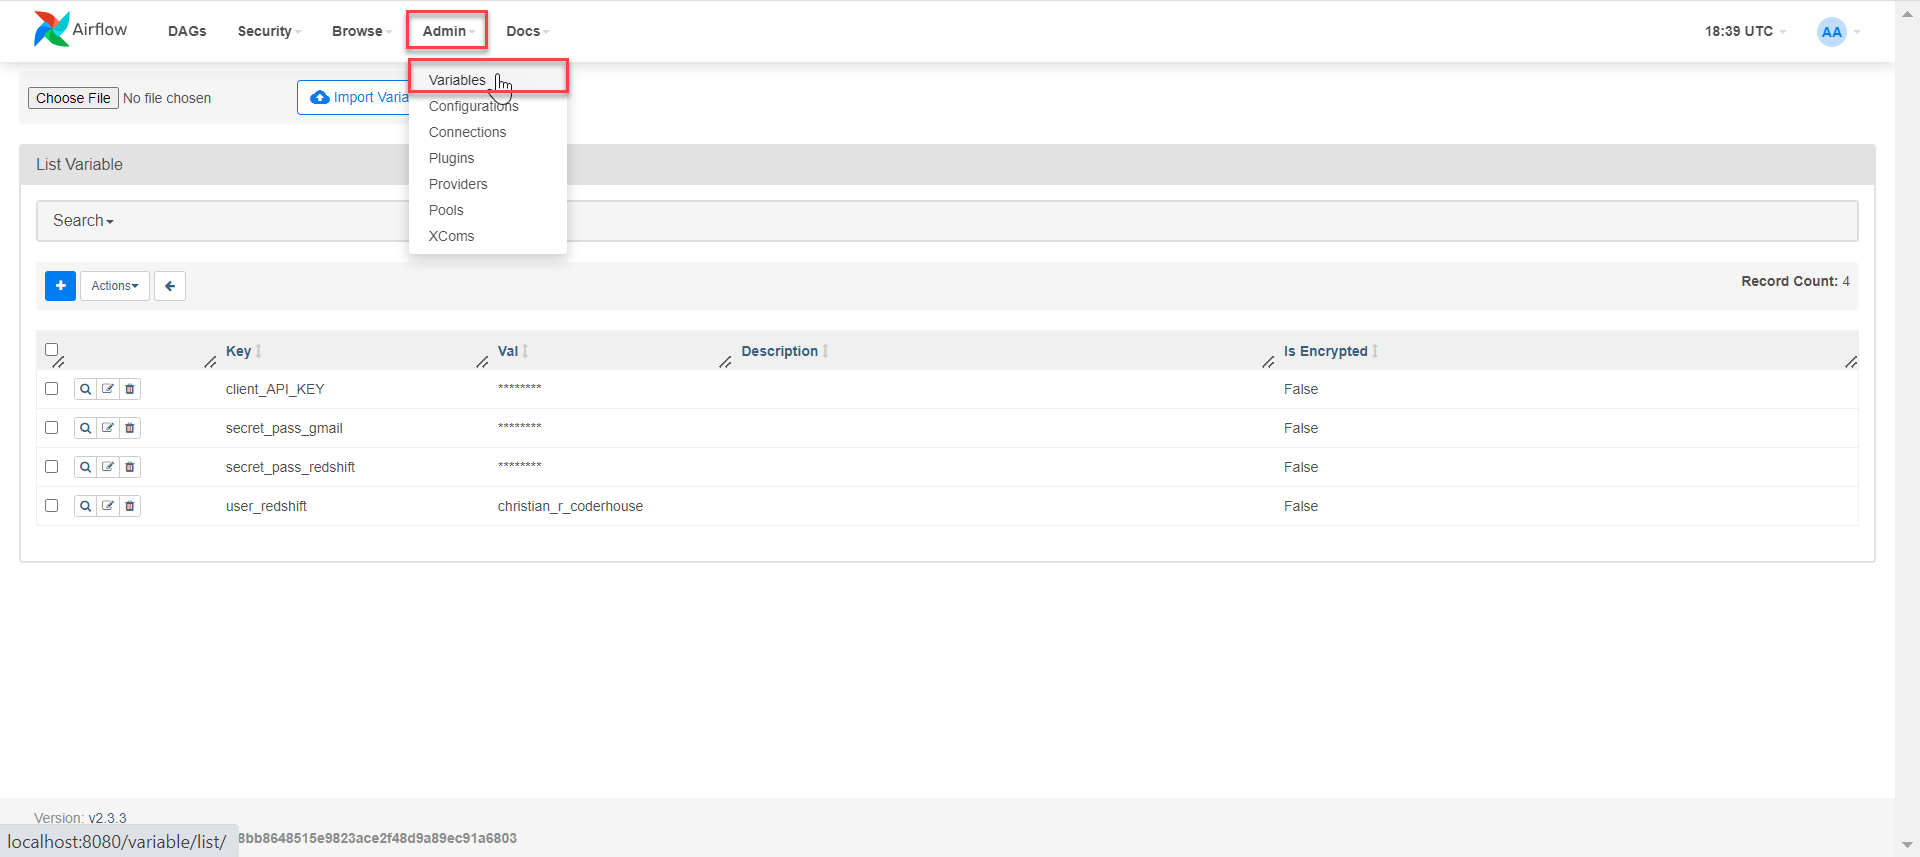 Airflow DAGs Security Browse Admin Docs 18:39 UTC AA
Choose File No file chosen Import Varia
Variables
Configurations
Connections
Plugins
Providers
Pools
XComs
List Variable
Search
+ Actions Record Count: 4
Key Val Description Is Encrypted
client_API_KEY ******** False
secret_pass_gmail ******** False
secret_pass_redshift ******** False
user_redshift christian_r_coderhouse False
Version: v2.3.3
localhost:8080/variable/list/ 8bb8648515e9823ace2f48d9a89ec91a6803